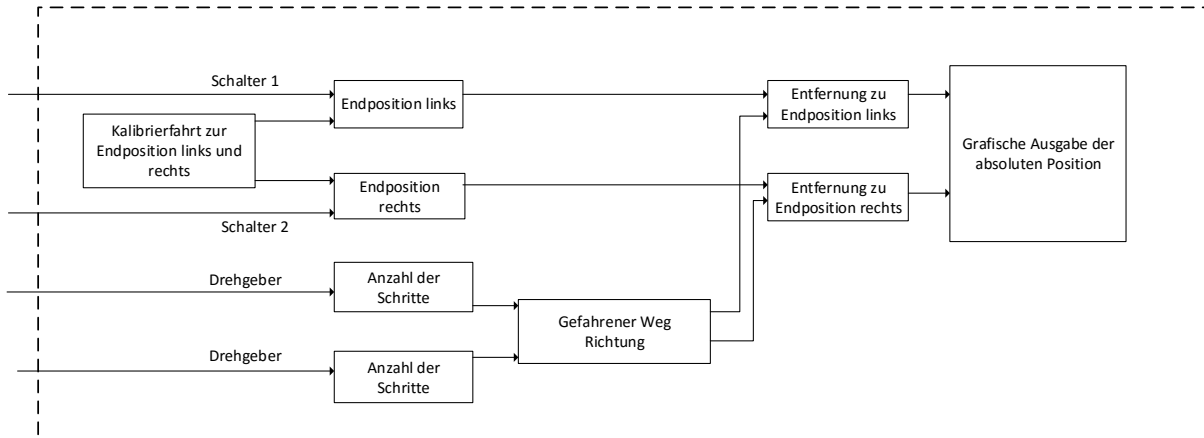 Schalter 1
Endposition links
Entfernung zu
Endposition links
Kalibrierfahrt zur
Endposition links und
rechts
Grafische Ausgabe der
absoluten Position
Endposition
rechts
Entfernung zu
Endposition rechts
Schalter 2
Drehgeber
Anzahl der
Schritte
Gefahrener Weg
Richtung
Drehgeber
Anzahl der
Schritte